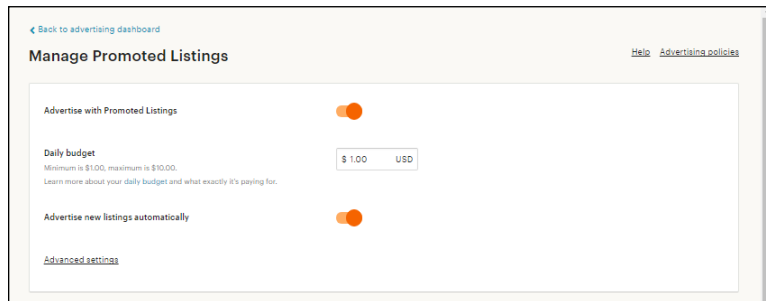 Back to advertising dashboard
Manage Promoted Listings
Help Advertising policies
Advertise with Promoted Listings
Daily budget
Minimum is $1.00, maximum is $10.00.
Learn more about your daily budget and what exactly it's paying for.
$ 1.00 USD
Advertise new listings automatically
Advanced settings